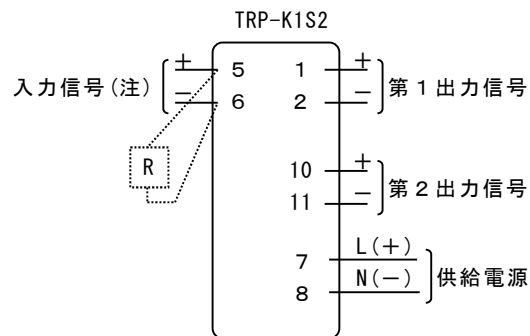 TRP-K1S2
入力信号(注)
+ 5
- 6
R
1 +
2 -
第1出力信号
10 +
11 -
第2出力信号
7 L(+)
8 N(-)
供給電源